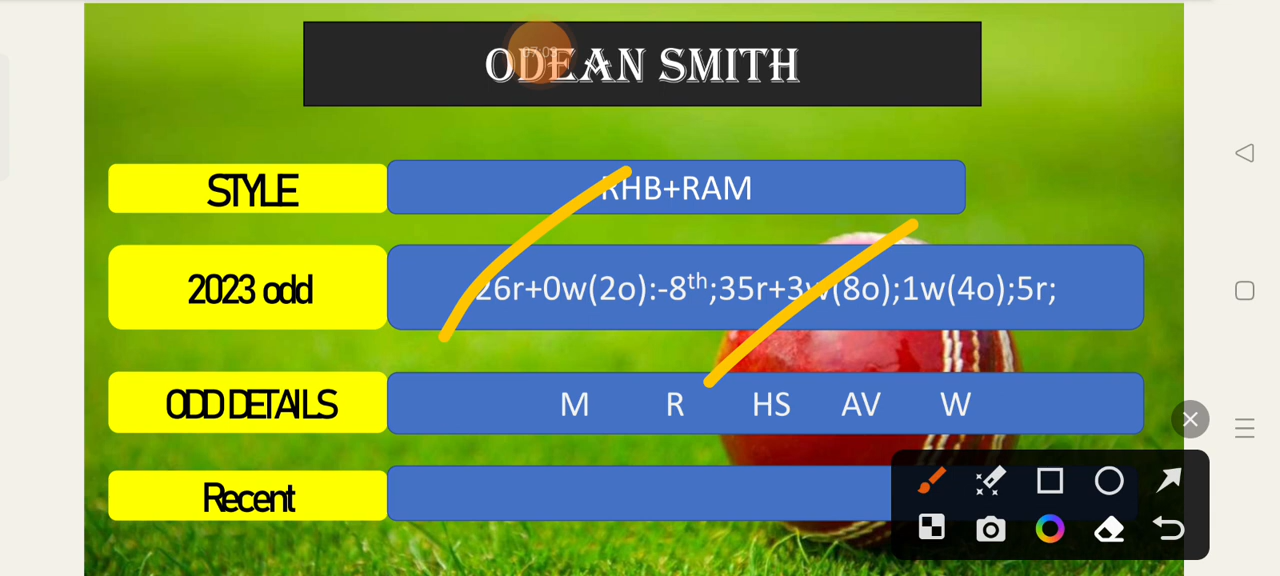 ODEAN SMITH
STYLE RHB+RAM
2023 odd 26r+0w(2o):-8th;35r+3w(8o);1w(4o);5r;
ODD DETAILS M R HS AV W
Recent